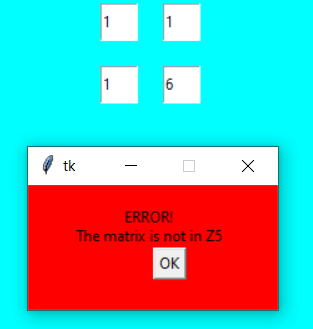 1 1
1 6
tk
ERROR!
The matrix is not in Z5
OK